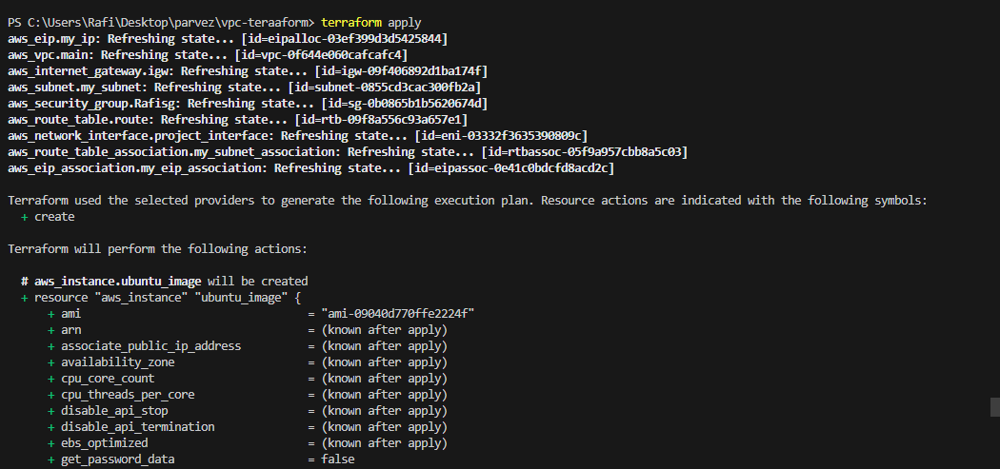 PS C:\Users\Rafi\Desktop\parvez\vpc-teraaform> terraform apply
aws_eip.my_ip: Refreshing state... [id=eipalloc-03ef399d3d5425844]
aws_vpc.main: Refreshing state... [id=vpc-0f644e060cafcafc4]
aws_internet_gateway.igw: Refreshing state... [id=igw-09f406892d1ba174f]
aws_subnet.my_subnet: Refreshing state... [id=subnet-0855cd3cac300fb2a]
aws_security_group.Rafisg: Refreshing state... [id=sg-0b0865b1b5620674d]
aws_route_table.route: Refreshing state... [id=rtb-09f8a556c93a657e1]
aws_network_interface.project_interface: Refreshing state... [id=eni-03332f3635390809c]
aws_route_table_association.my_subnet_association: Refreshing state... [id=rtbassoc-05f9a957cbb8a5c03]
aws_eip_association.my_eip_association: Refreshing state... [id=eipassoc-0e41c0bdcfd8acd2c]
Terraform used the selected providers to generate the following execution plan. Resource actions are indicated with the following symbols:
+ create
Terraform will perform the following actions:
# aws_instance.ubuntu_image will be created
+ resource "aws_instance" "ubuntu_image" {
+ ami = "ami-09040d770ffe2224f"
+ arn = (known after apply)
+ associate_public_ip_address = (known after apply)
+ availability_zone = (known after apply)
+ cpu_core_count = (known after apply)
+ cpu_threads_per_core = (known after apply)
+ disable_api_stop = (known after apply)
+ disable_api_termination = (known after apply)
+ ebs_optimized = (known after apply)
+ get_password_data = false